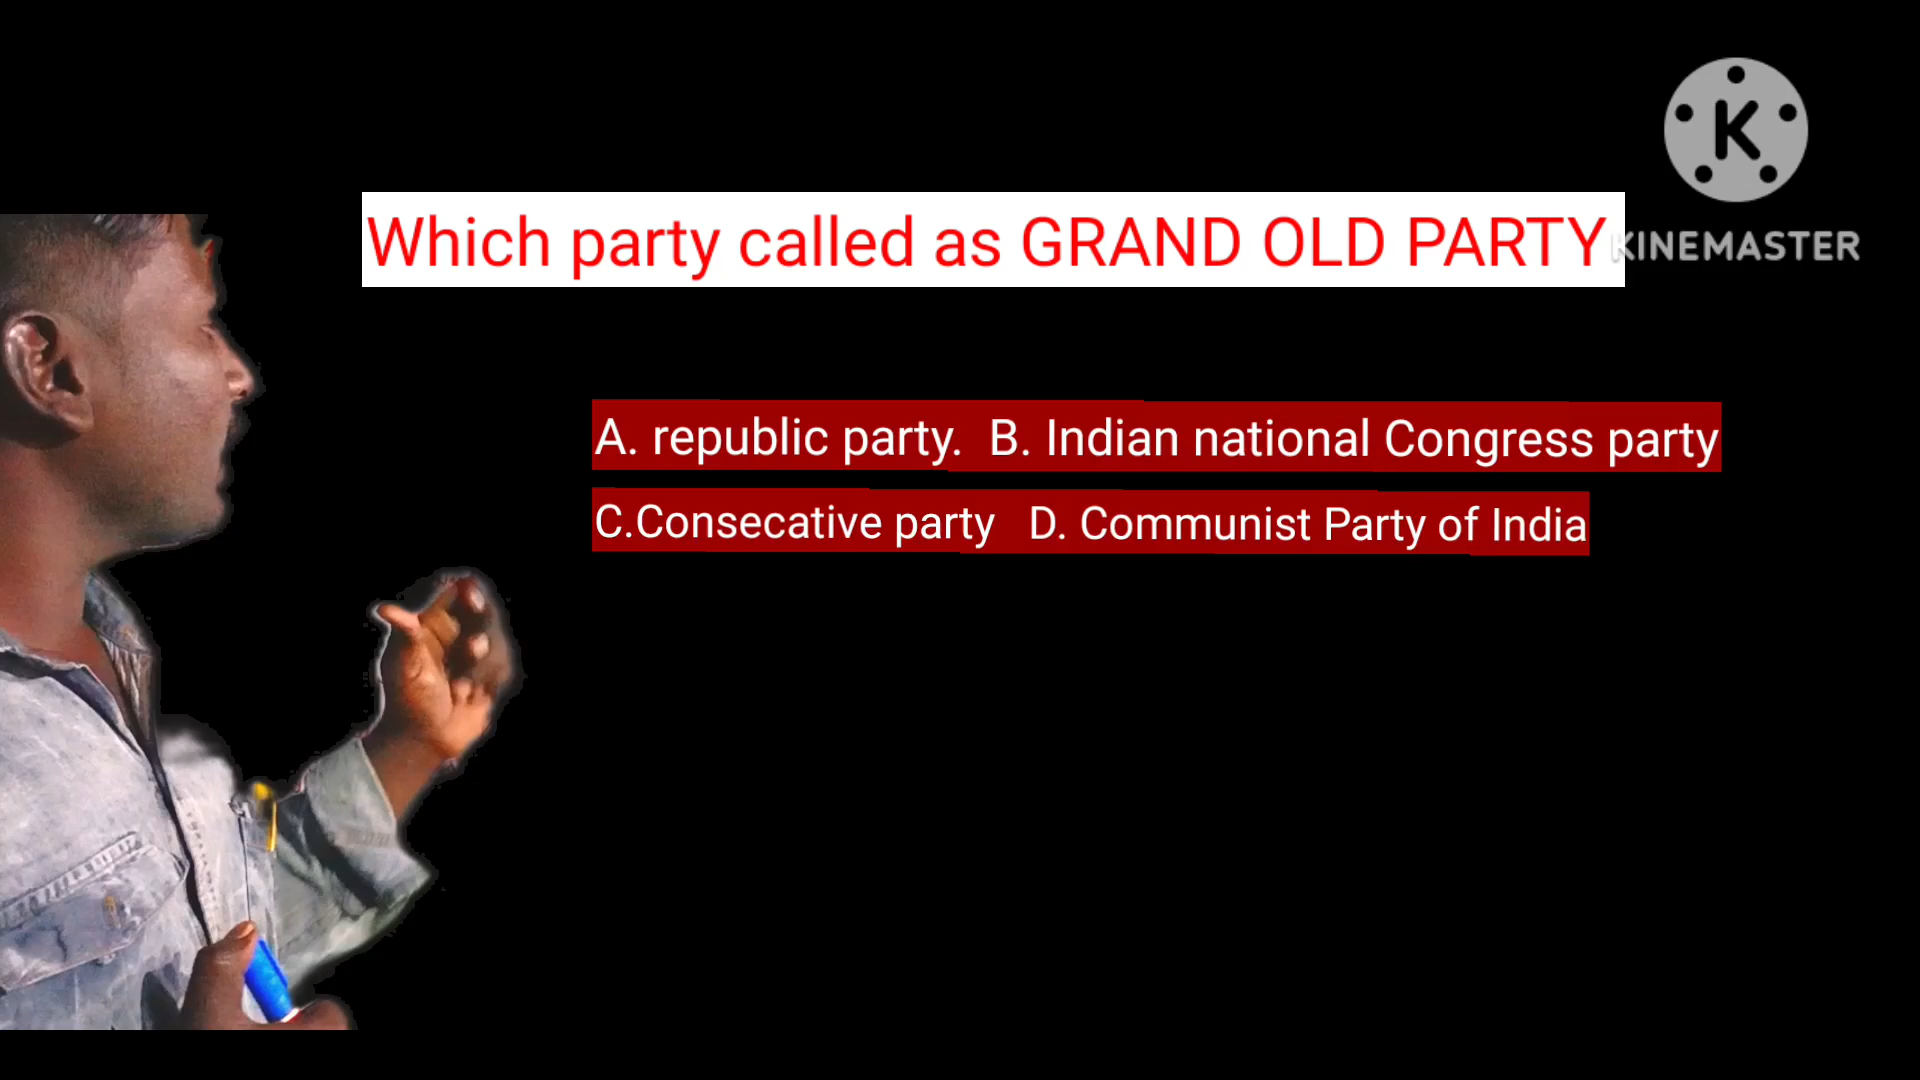 K
KINEMASTER
Which party called as GRAND OLD PARTY
A. republic party.  B. Indian national Congress party
C.Consecative party  D. Communist Party of India